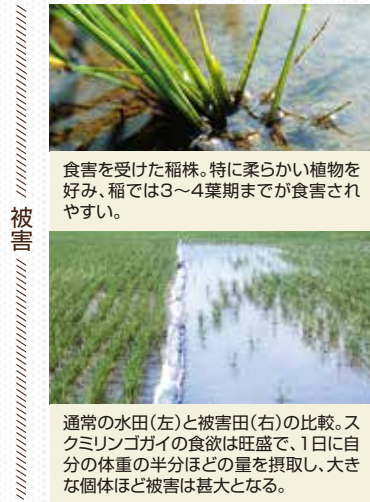 被害
食害を受けた稲株。特に柔らかい植物を
好み、稲では3〜4葉期までが食害され
やすい。
通常の水田(左)と被害田(右)の比較。ス
クミリンゴガイの食欲は旺盛で、1日に自
分の体重の半分ほどの量を摂取し、大き
な個体ほど被害は甚大となる。